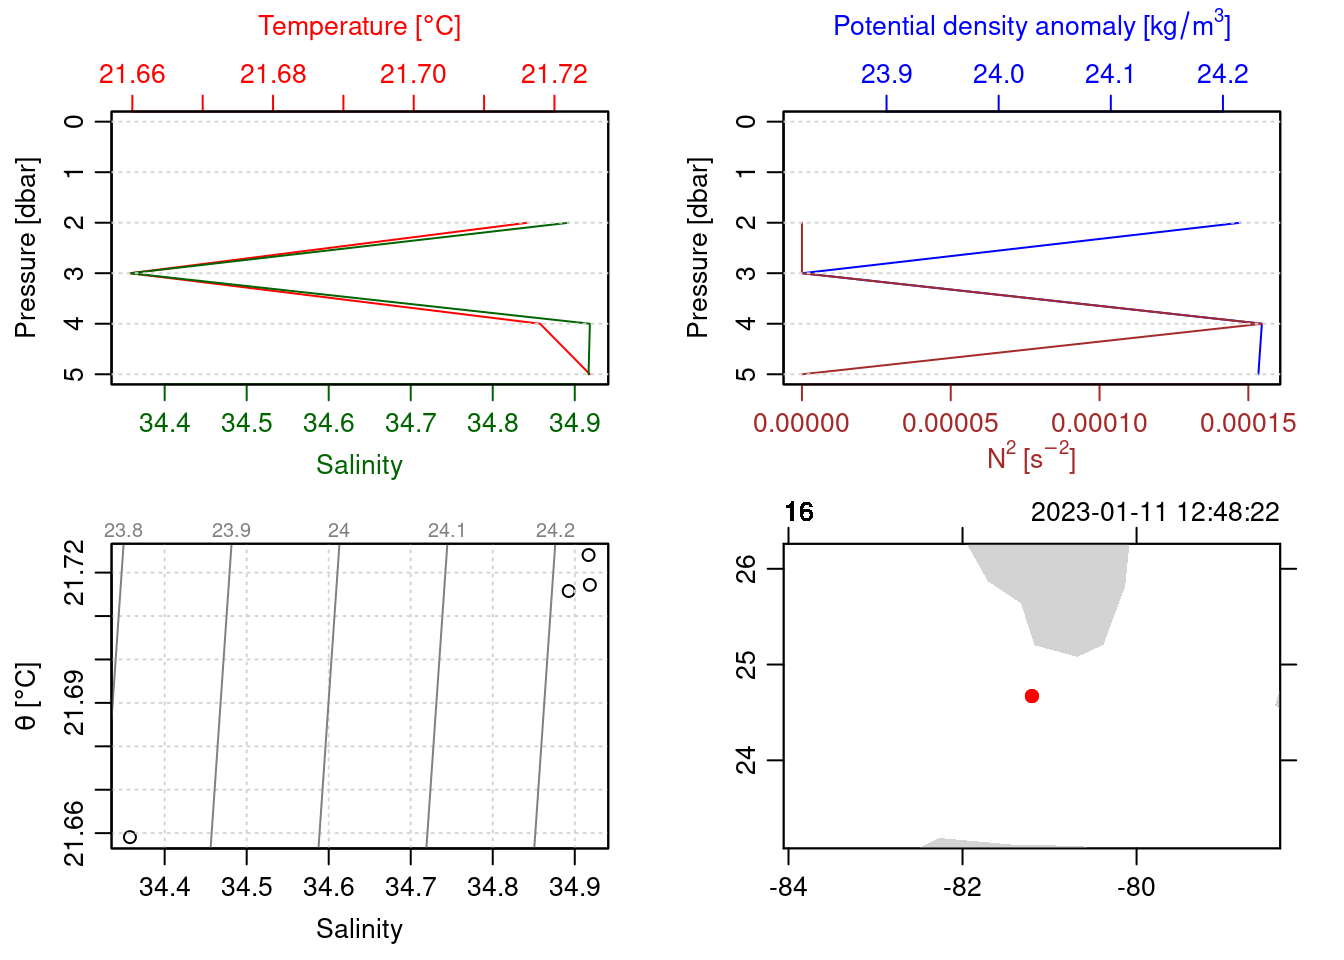 Temperature [°C]
21.66 21.68 21.70 21.72
Pressure [dbar]
0
1
2
3
4
5
34.4 34.5 34.6 34.7 34.8 34.9
Salinity
Potential density anomaly [kg/m³]
23.9 24.0 24.1 24.2
Pressure [dbar]
0
1
2
3
4
5
0.00000 0.00005 0.00010 0.00015
N² [s⁻²]
23.8 23.9 24 24.1 24.2
θ [°C]
21.72
21.69
21.66
34.4 34.5 34.6 34.7 34.8 34.9
Salinity
16 2023-01-11 12:48:22
26
25
24
-84 -82 -80